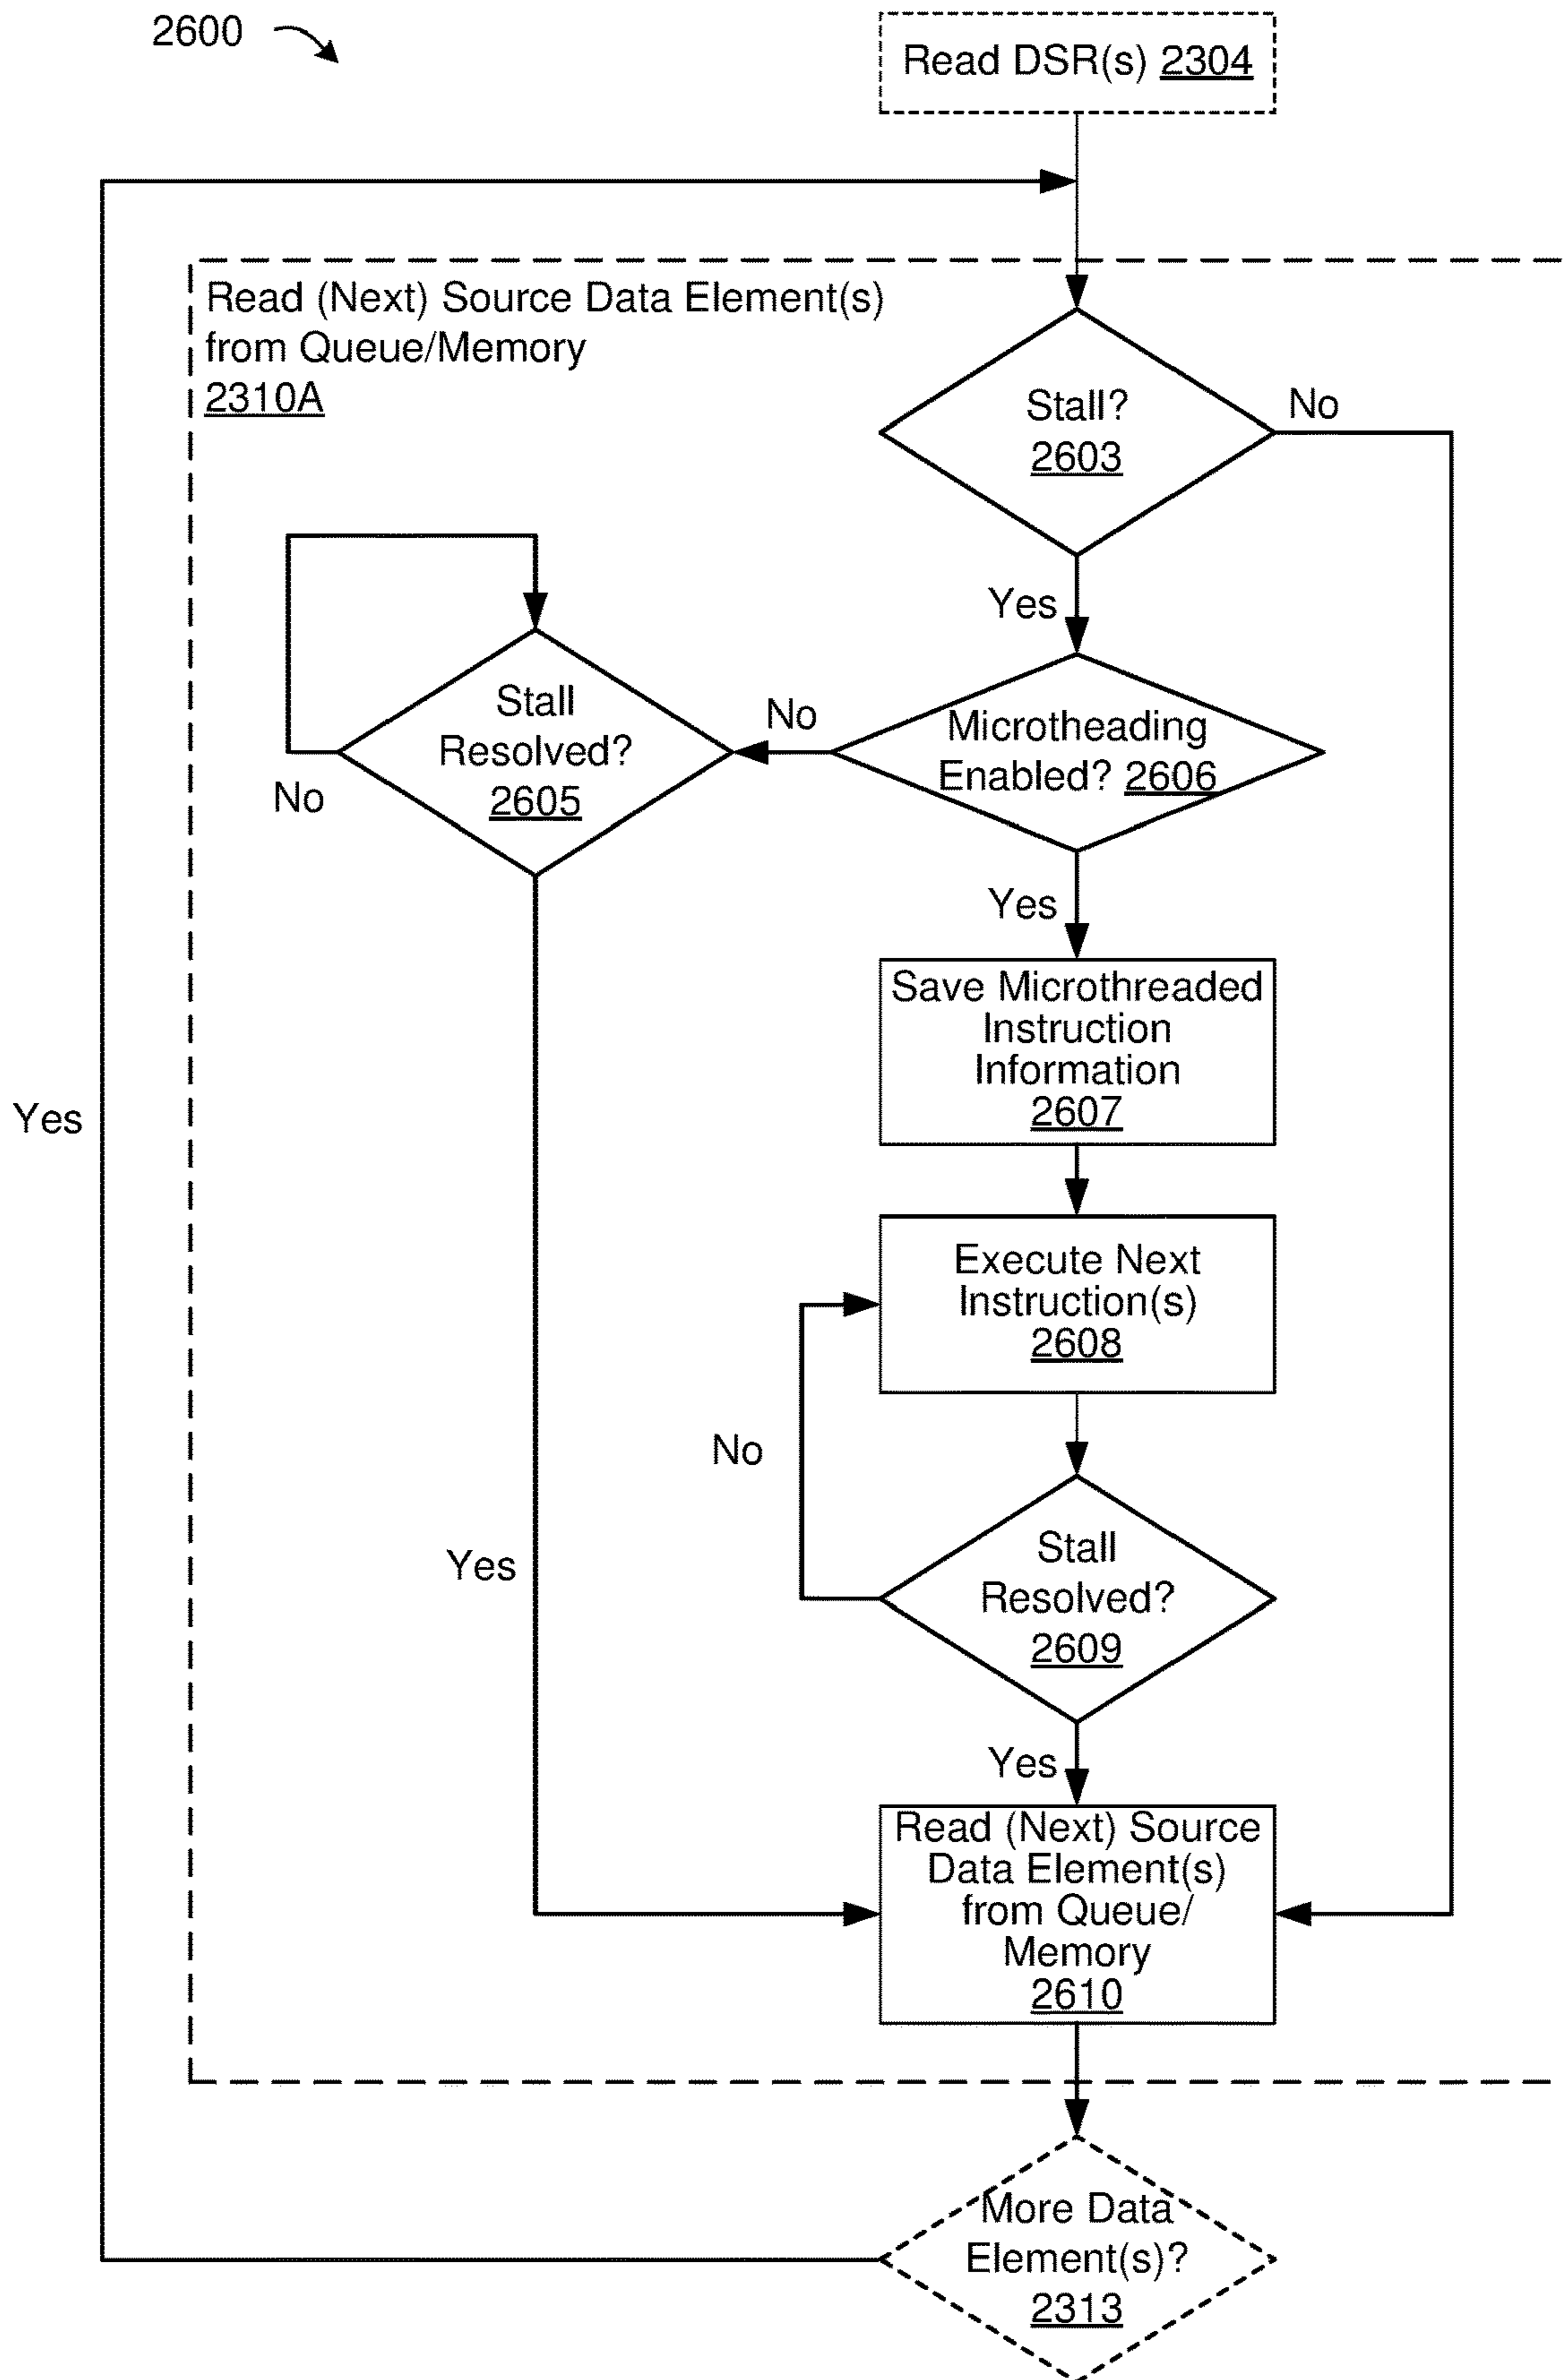 2600
Read DSR(s) 2304
Read (Next) Source Data Element(s)
from Queue/Memory
2310A
Stall?
2603
No
Yes
Microtheading
Enabled? 2606
No
Stall
Resolved?
2605
No
Yes
Save Microthreaded
Instruction
Information
2607
Yes
Execute Next
Instruction(s)
2608
No
Stall
Resolved?
2609
Yes
Yes
Read (Next) Source
Data Element(s)
from Queue/
Memory
2610
More Data
Element(s)?
2313